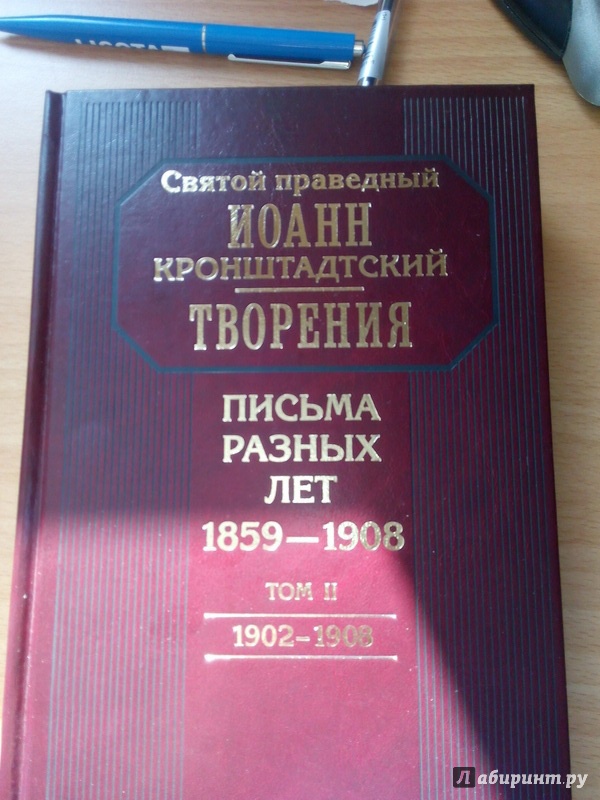 Святой праведный
ИОАНН
КРОНШТАДТСКИЙ
ТВОРЕНИЯ
ПИСЬМА
РАЗНЫХ
ЛЕТ
1859—1908
ТОМ II
1902–1908
Лабиринт.ру